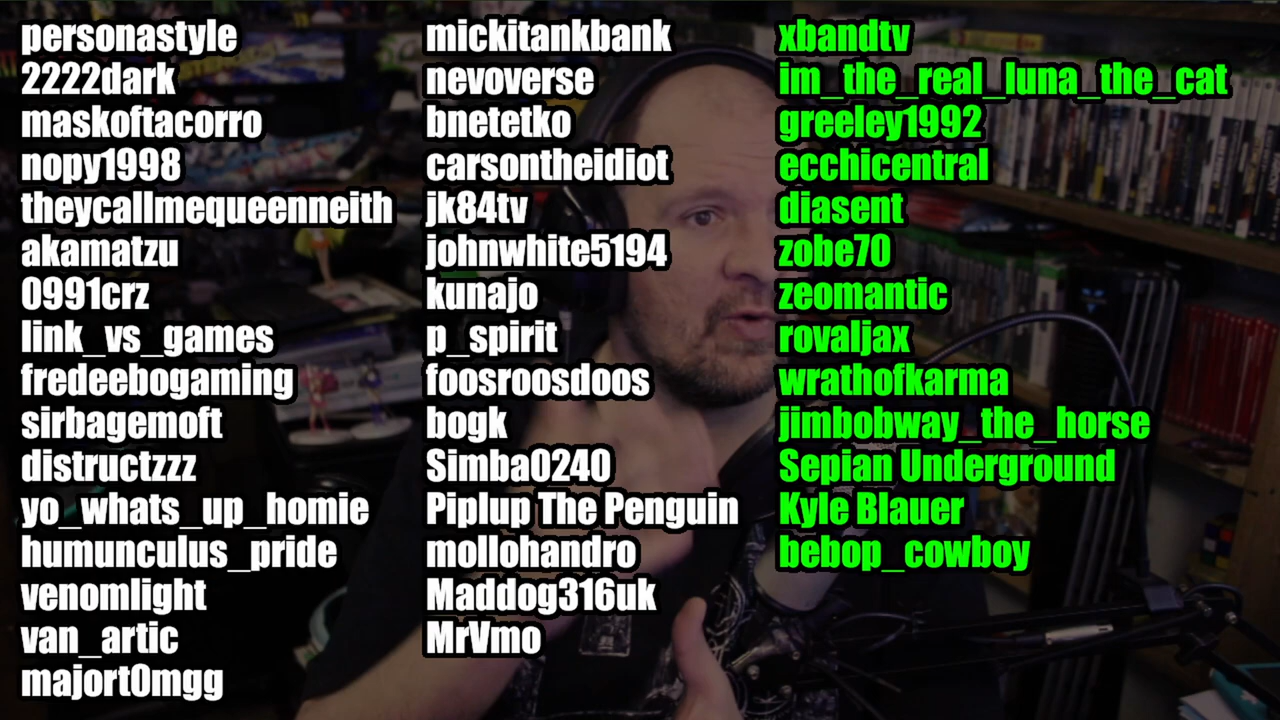 personastyle
2222dark
maskoftacorro
nopy1998
theycallmequeenneith
akamatzu
0991crz
link_vs_games
fredeebogaming
sirbagemoft
distructzzz
yo_whats_up_homie
humunculus_pride
venomlight
van_artic
majort0mgg
mickitankbank
nevoverse
bnetetko
carsontheidiot
jk84tv
johnwhite5194
kunajo
p_spirit
foosroosdoos
bogk
Simba0240
Piplup The Penguin
mollohandro
Maddog316uk
MrVmo
xbandtv
im_the_real_luna_the_cat
greeley1992
ecchicentral
diasent
zobe70
zeomantic
rovaljax
wrathofkarma
jimbobway_the_horse
Sepian Underground
Kyle Blauer
bebop_cowboy